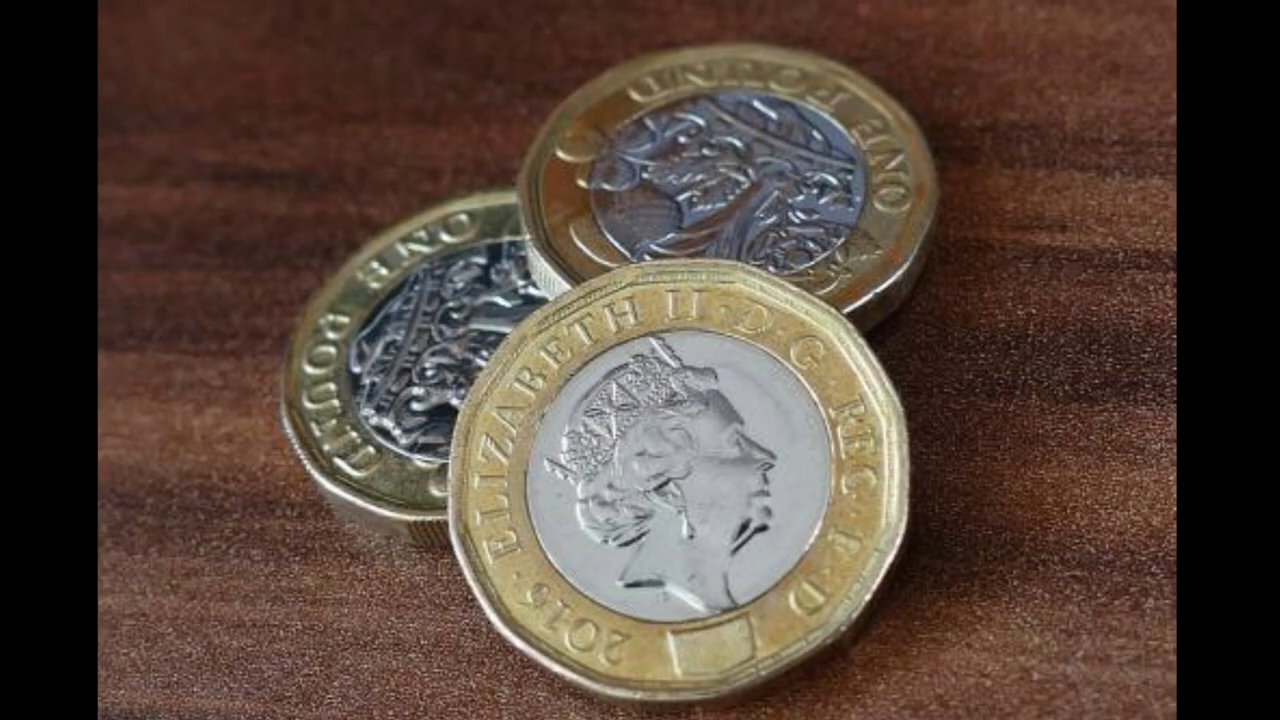 ONE POUND
ONE POUND
2016 · ELIZABETH II · D · G · REG · F · D